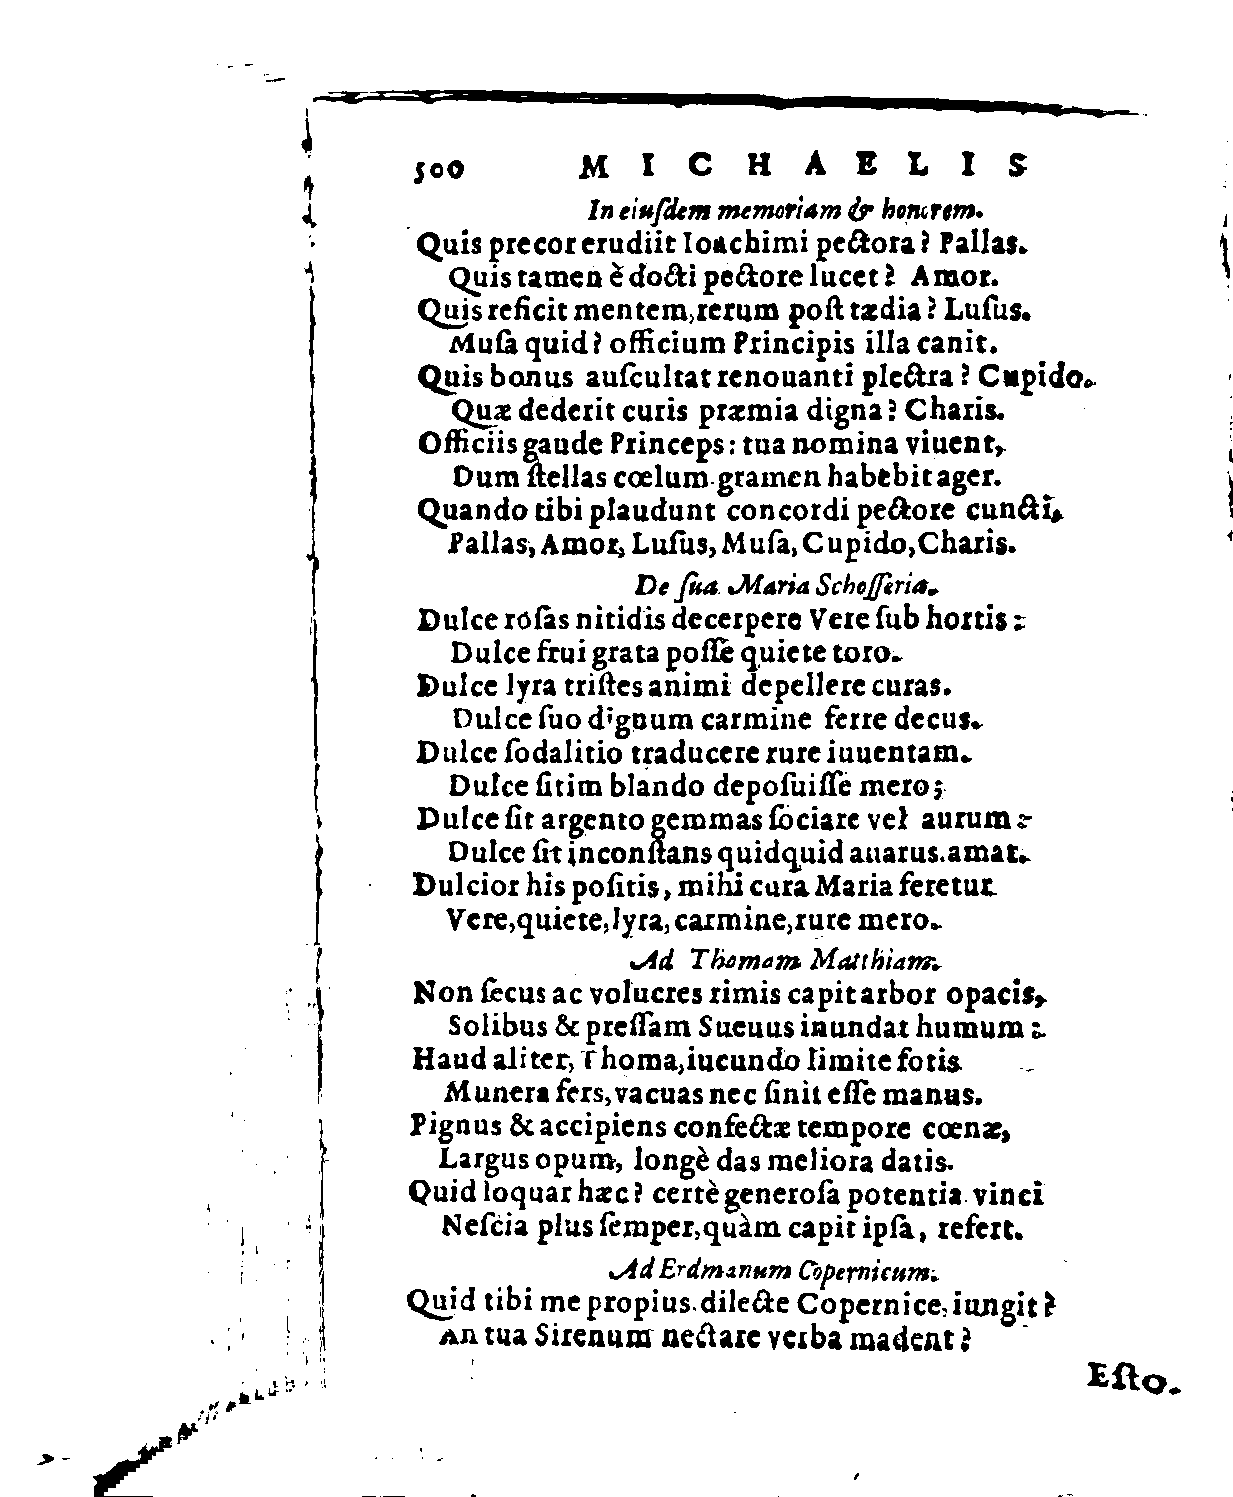 500 MICHAELIS
In eiuſdem memoriam & honorem.
Quis precor erudiit Ioachimi pectora? Pallas.
Quis tamen è docti pectore lucet? Amor.
Quis reficit mentem, rerum poſt tædia? Luſus.
Muſa quid? officium Principis illa canit.
Quis bonus auſcultat renouanti plectra? Cupido.
Quæ dederit curis præmia digna? Charis.
Officiis gaude Princeps: tua nomina viuent,
Dum ſtellas cœlum gramen habebit ager.
Quando tibi plaudunt concordi pectore cuncti,
Pallas, Amor, Luſus, Muſa, Cupido, Charis.
De ſua Maria Schoſſeria.
Dulce roſas nitidis decerpere Vere ſub hortis:
Dulce frui grata poſſe quiete toro.
Dulce lyra triſtes animi depellere curas.
Dulce ſuo dignum carmine ferre decus.
Dulce ſodalitio traducere rure iuuentam.
Dulce ſitim blando depoſuiſſe mero;
Dulce ſit argento gemmas ſociare vel aurum:
Dulce ſit inconſtans quidquid auarus amat.
Dulcior his poſitis, mihi cura Maria feretur
Vere, quiete, lyra, carmine, rure mero.
Ad Thomam Matthiam.
Non ſecus ac volucres rimis capit arbor opacis,
Solibus & preſſam Sueuus inundat humum:
Haud aliter, Thoma, iucundo limite fotis
Munera fers, vacuas nec ſinit eſſe manus.
Pignus & accipiens confectæ tempore cœnæ,
Largus opum, longè das meliora datis.
Quid loquar hæc? certè generoſa potentia vinci
Neſcia plus ſemper, quàm capit ipſa, refert.
Ad Erdmanum Copernicum.
Quid tibi me propius dilecte Copernice, iungit?
An tua Sirenum nectare verba madent?
Eſto.